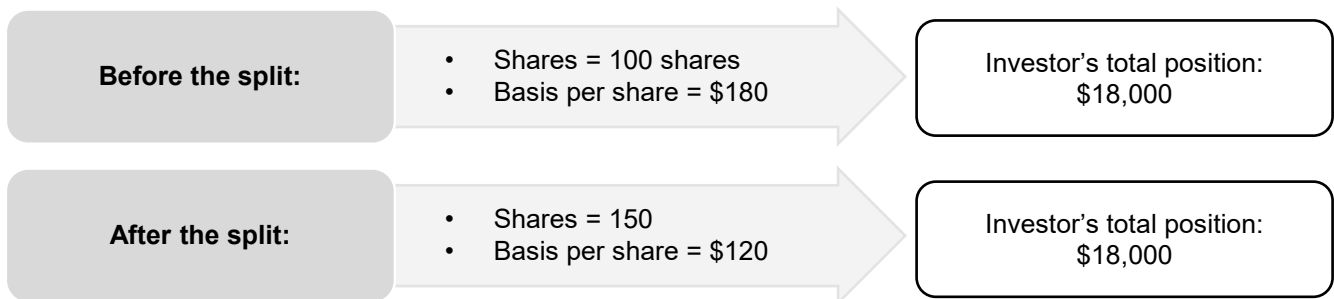 Before the split:
• Shares = 100 shares
• Basis per share = $180
Investor’s total position:
$18,000
After the split:
• Shares = 150
• Basis per share = $120
Investor’s total position:
$18,000